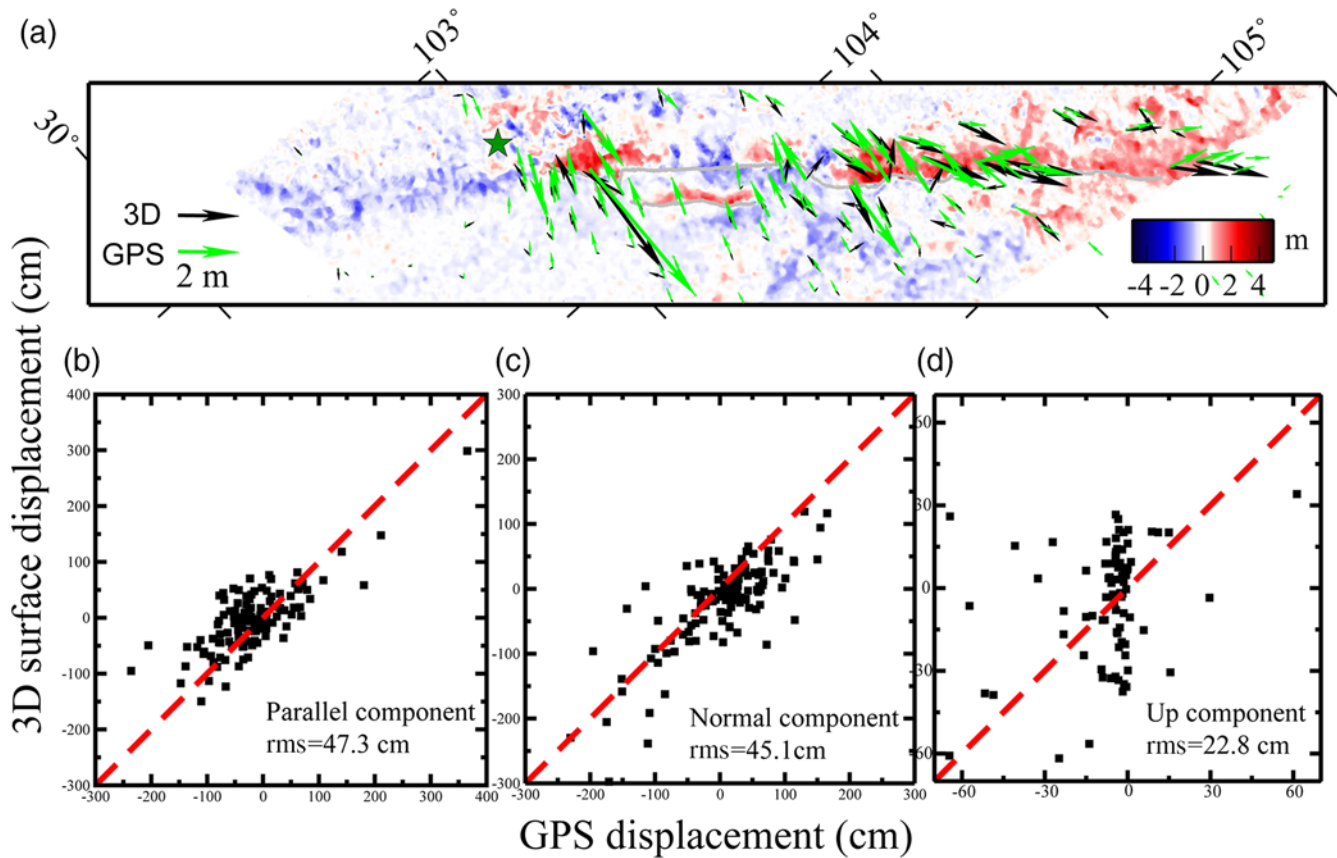 (a)
103°
104°
105°
30°
3D
GPS
2 m
m
-4 -2 0 2 4
3D surface displacement (cm)
(b)
400
300
200
100
0
-100
-200
-300
-300 -200 -100 0 100 200 300 400
Parallel component
rms=47.3 cm
(c)
300
200
100
0
-100
-200
-300
-300 -200 -100 0 100 200 300
Normal component
rms=45.1cm
(d)
60
30
0
-30
-60
-60 -30 0 30 60
Up component
rms=22.8 cm
GPS displacement (cm)